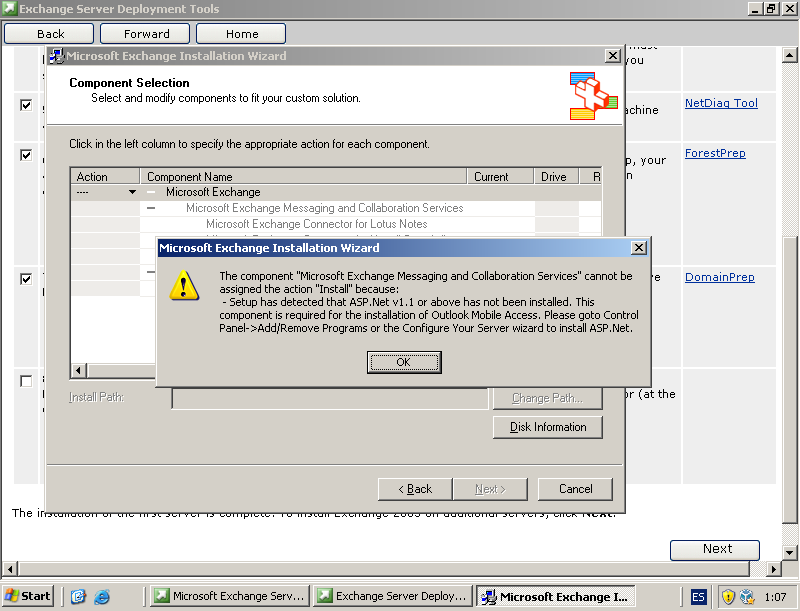 Exchange Server Deployment Tools
Back
Forward
Home
Microsoft Exchange Installation Wizard
must
you
Component Selection
Select and modify components to fit your custom solution.
achine
NetDiag Tool
Click in the left column to specify the appropriate action for each component.
p, your
n
ForestPrep
Action
Component Name
Current
Drive
R
----
Microsoft Exchange
Microsoft Exchange Messaging and Collaboration Services
Microsoft Exchange Connector for Lotus Notes
Microsoft Exchange Installation Wizard
The component "Microsoft Exchange Messaging and Collaboration Services" cannot be
assigned the action "Install" because:
- Setup has detected that ASP.Net v1.1 or above has not been installed. This
component is required for the installation of Outlook Mobile Access. Please goto Control
Panel->Add/Remove Programs or the Configure Your Server wizard to install ASP.Net.
OK
DomainPrep
Install Path:
Change Path...
or (at the
Disk Information
< Back
Next >
Cancel
The installation of the first server is complete. To install Exchange 2003 on additional servers, click Next.
Next
Start
Microsoft Exchange Serv...
Exchange Server Deploy...
Microsoft Exchange I...
ES
1:07